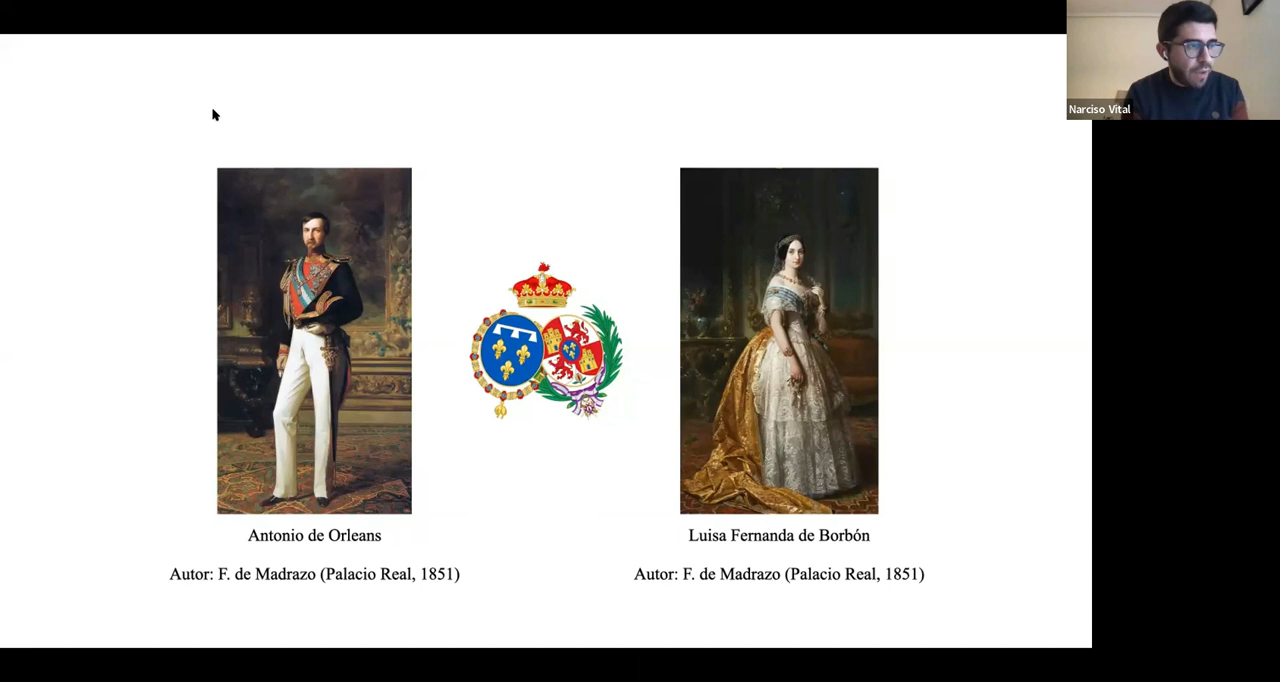 Narciso Vital
Antonio de Orleans
Autor: F. de Madrazo (Palacio Real, 1851)
Luisa Fernanda de Borbón
Autor: F. de Madrazo (Palacio Real, 1851)